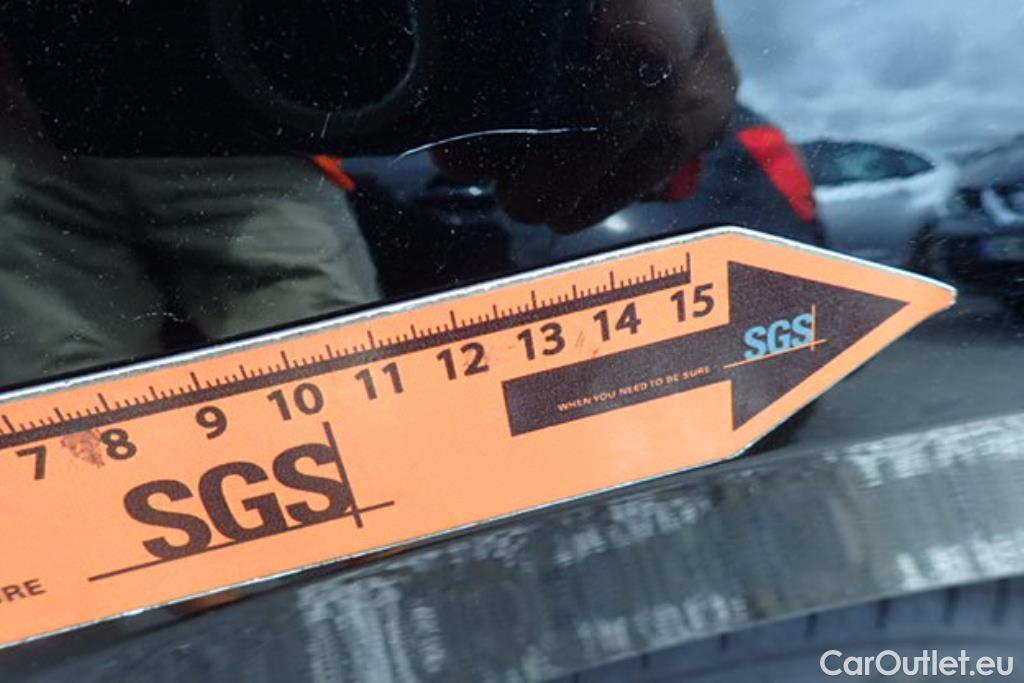 7 8 9 10 11 12 13 14 15
SGS
WHEN YOU NEED TO BE SURE
SGS
CarOutlet.eu